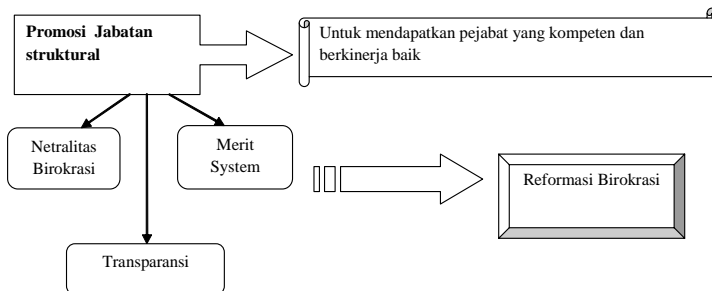 Promosi Jabatan
struktural
Untuk mendapatkan pejabat yang kompeten dan
berkinerja baik
Netralitas
Birokrasi
Merit
System
Reformasi Birokrasi
Transparansi